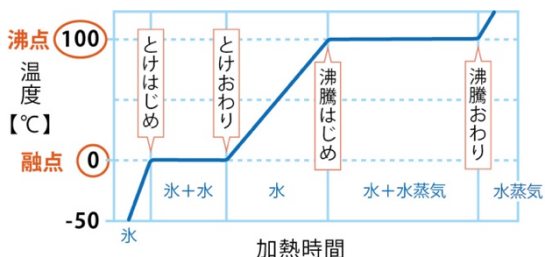 沸点 100
温度
【℃】
融点 0
-50
とけはじめ
とけおわり
沸騰はじめ
沸騰おわり
氷
氷+水
水
水+水蒸気
水蒸気
加熱時間